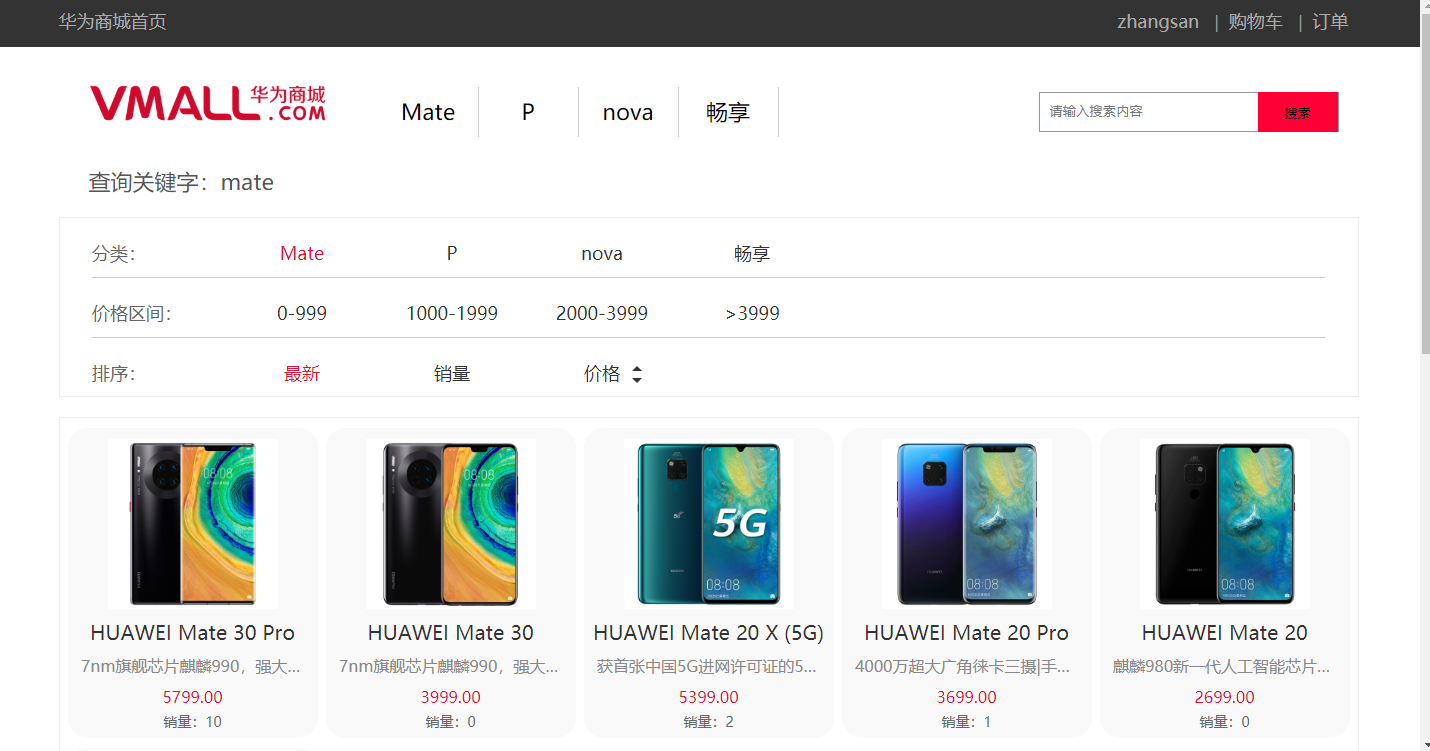 华为商城首页 zhangsan | 购物车 | 订单
VMALL 华为商城 .COM Mate P nova 畅享 请输入搜索内容 搜索
查询关键字：mate
分类： Mate P nova 畅享
价格区间： 0-999 1000-1999 2000-3999 >3999
排序： 最新 销量 价格
08:08 08:08 5G 08:08 08:08 08:08
HUAWEI Mate 30 Pro HUAWEI Mate 30 HUAWEI Mate 20 X (5G) HUAWEI Mate 20 Pro HUAWEI Mate 20
7nm旗舰芯片麒麟990，强大... 7nm旗舰芯片麒麟990，强大... 获首张中国5G进网许可证的5... 4000万超大广角徕卡三摄|手... 麒麟980新一代人工智能芯片...
5799.00 3999.00 5399.00 3699.00 2699.00
销量：10 销量：0 销量：2 销量：1 销量：0